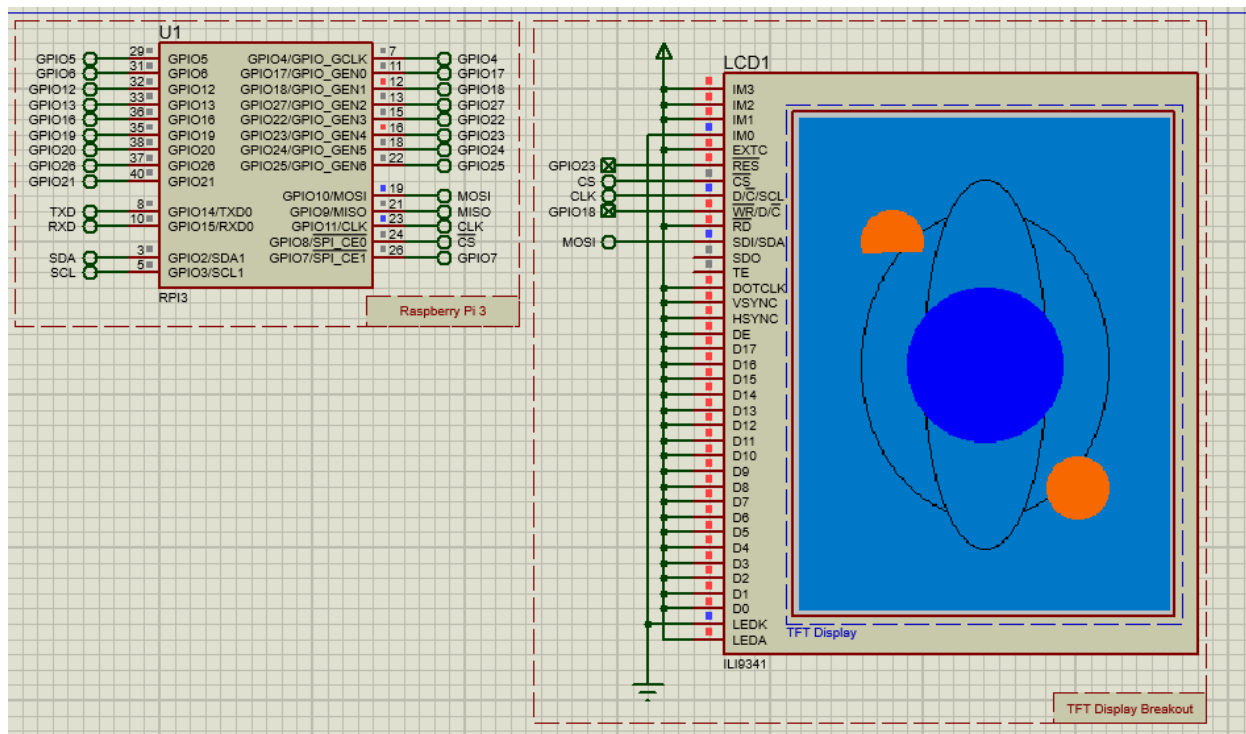 U1
GPIO5 29 GPIO5 GPIO4/GPIO_GCLK 7 GPIO4
GPIO6 31 GPIO6 GPIO17/GPIO_GEN0 11 GPIO17
GPIO12 32 GPIO12 GPIO18/GPIO_GEN1 12 GPIO18
GPIO13 33 GPIO13 GPIO27/GPIO_GEN2 13 GPIO27
GPIO16 36 GPIO16 GPIO22/GPIO_GEN3 15 GPIO22
GPIO19 35 GPIO19 GPIO23/GPIO_GEN4 16 GPIO23
GPIO20 38 GPIO20 GPIO24/GPIO_GEN5 18 GPIO24
GPIO26 37 GPIO26 GPIO25/GPIO_GEN6 22 GPIO25
GPIO21 40 GPIO21
GPIO10/MOSI 19 MOSI
TXD 8 GPIO14/TXD0 GPIO9/MISO 21 MISO
RXD 10 GPIO15/RXD0 GPIO11/CLK 23 CLK
GPIO8/SPI_CE0 24 CS
SDA 3 GPIO2/SDA1 GPIO7/SPI_CE1 26 GPIO7
SCL 5 GPIO3/SCL1
RPI3
Raspberry Pi 3
LCD1
IM3
IM2
IM1
IM0
EXTC
GPIO23 RES
CS CS
CLK D/C/SCL
GPIO18 WR/D/C
RD
MOSI SDI/SDA
SDO
TE
DOTCLK
VSYNC
HSYNC
DE
D17
D16
D15
D14
D13
D12
D11
D10
D9
D8
D7
D6
D5
D4
D3
D2
D1
D0
LEDK
LEDA
TFT Display
ILI9341
TFT Display Breakout